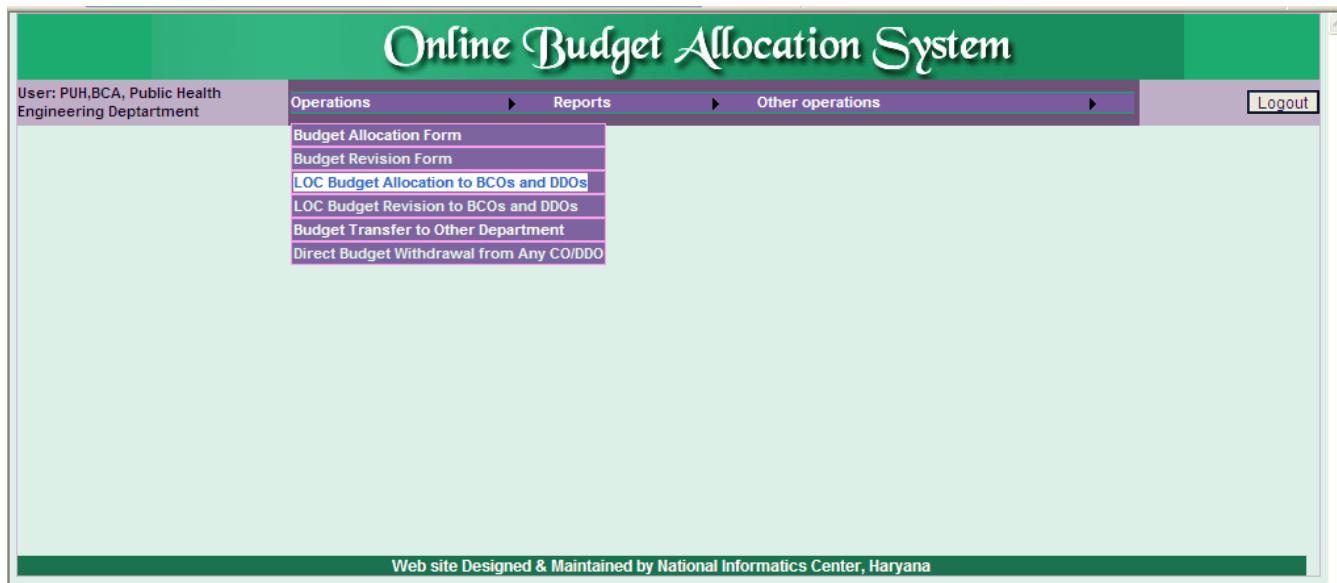 Online Budget Allocation System
User: PUH,BCA, Public Health
Engineering Deptartment
Operations
Reports
Other operations
Logout
Budget Allocation Form
Budget Revision Form
LOC Budget Allocation to BCOs and DDOs
LOC Budget Revision to BCOs and DDOs
Budget Transfer to Other Department
Direct Budget Withdrawal from Any CO/DDO
Web site Designed & Maintained by National Informatics Center, Haryana